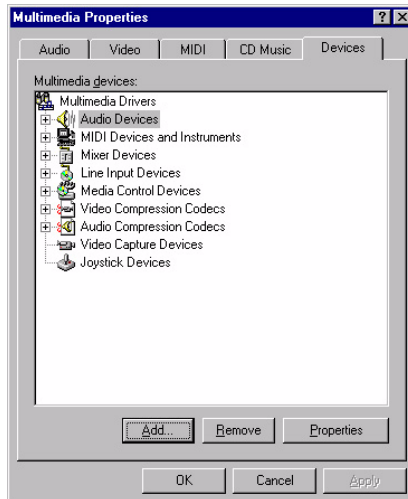 Multimedia Properties
Audio Video MIDI CD Music Devices
Multimedia devices:
Multimedia Drivers
Audio Devices
MIDI Devices and Instruments
Mixer Devices
Line Input Devices
Media Control Devices
Video Compression Codecs
Audio Compression Codecs
Video Capture Devices
Joystick Devices
Add... Remove Properties
OK Cancel Apply